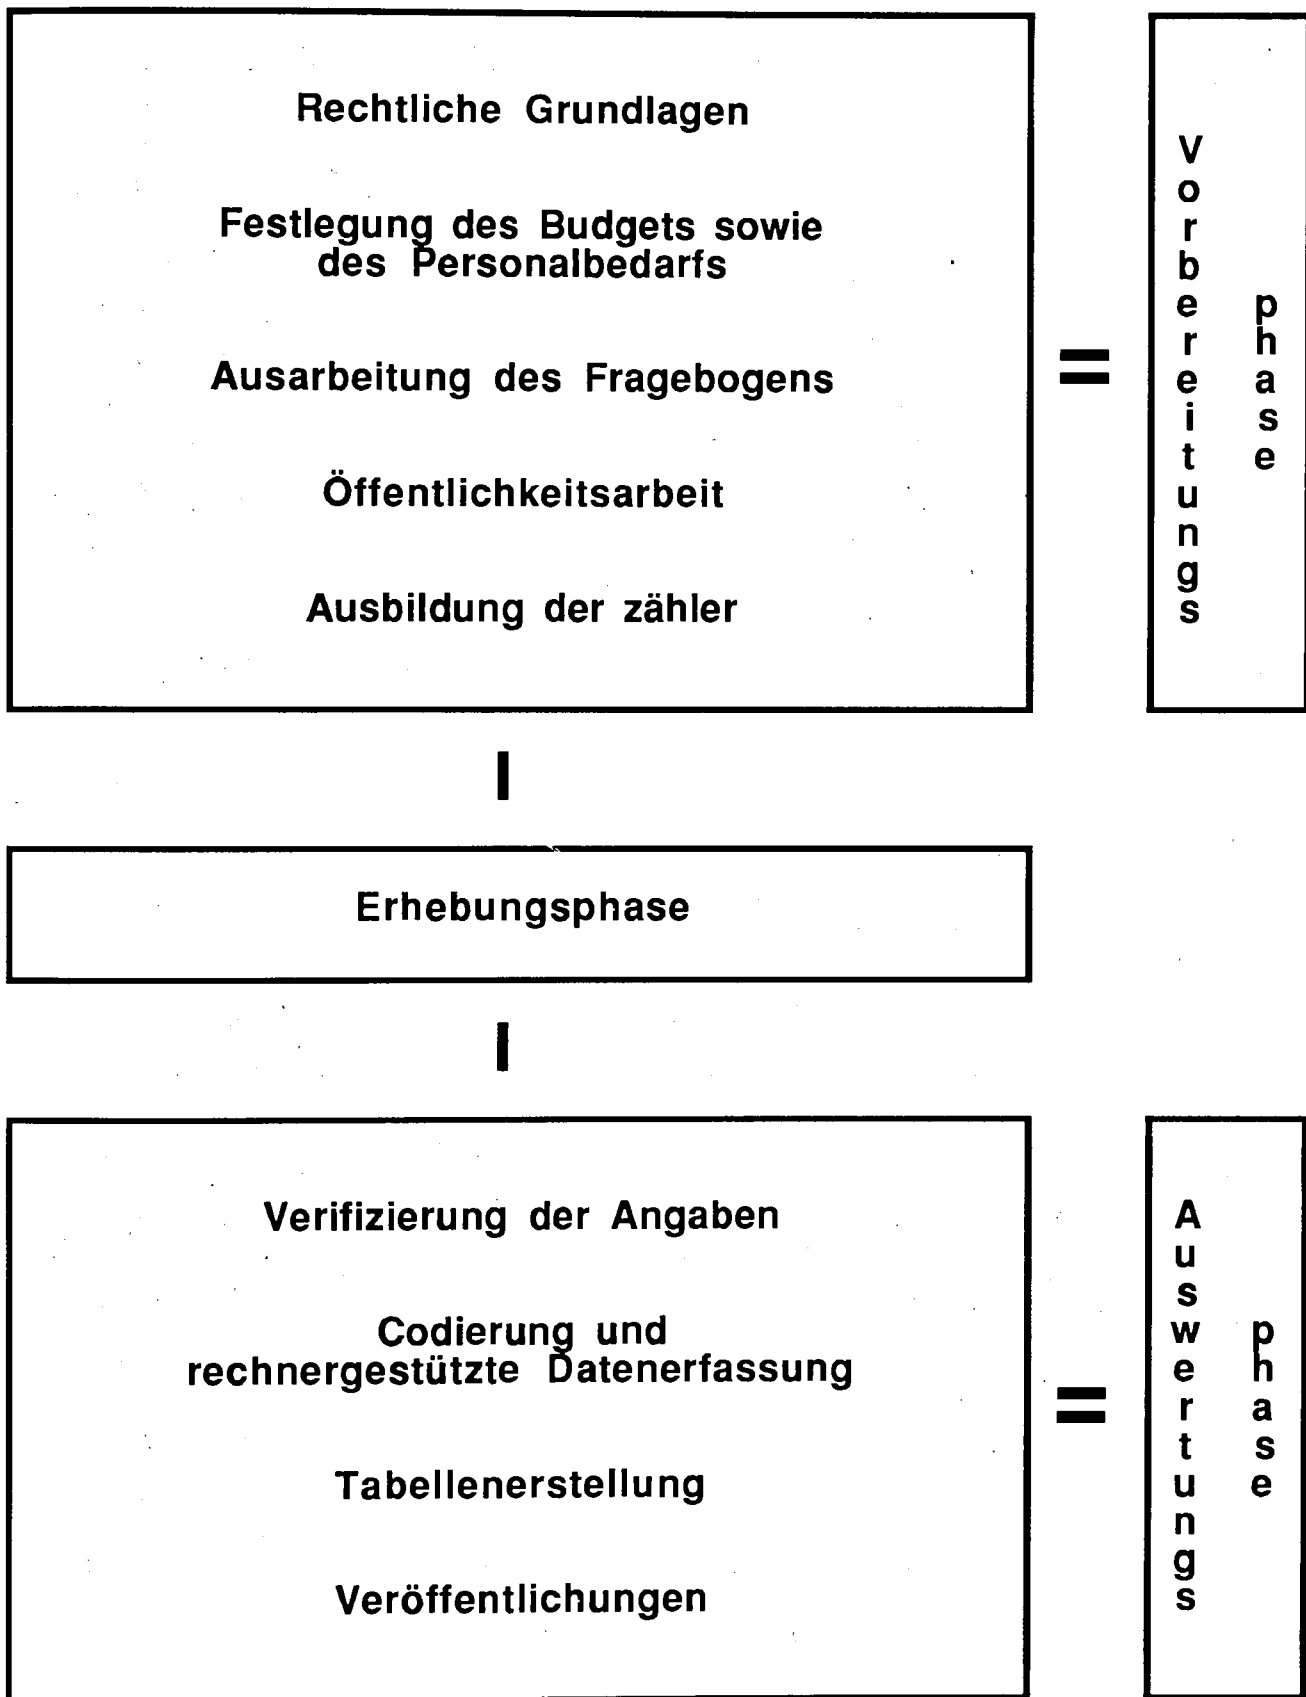 Rechtliche Grundlagen
Festlegung des Budgets sowie
des Personalbedarfs
Ausarbeitung des Fragebogens
Öffentlichkeitsarbeit
Ausbildung der zähler
=
Vorbereitungs
phase
Erhebungsphase
Verifizierung der Angaben
Codierung und
rechnergestützte Datenerfassung
Tabellenerstellung
Veröffentlichungen
=
Auswertungs
phase